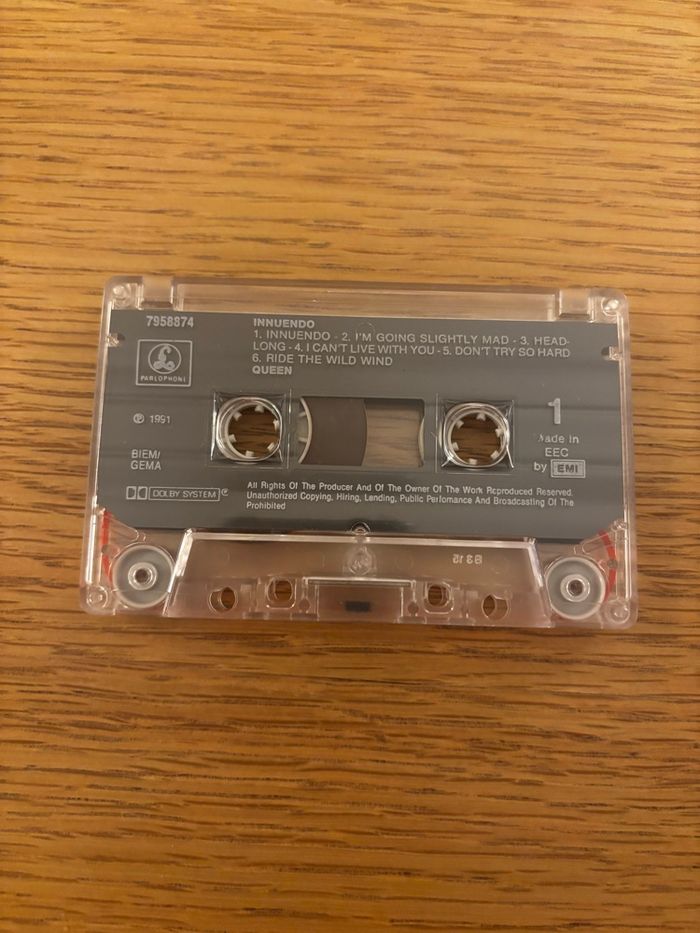 7958874
INNUENDO
1. INNUENDO - 2. I'M GOING SLIGHTLY MAD - 3. HEAD-
LONG - 4. I CAN'T LIVE WITH YOU - 5. DON'T TRY SO HARD
6. RIDE THE WILD WIND
QUEEN
PARLOPHONE
℗ 1991
1
Made in
EEC
by EMI
BIEM/
GEMA
DOLBY SYSTEM
All Rights Of The Producer And Of The Owner Of The Work Reproduced Reserved.
Unauthorized Copying, Hiring, Lending, Public Perfomance And Broadcasting Of The
Prohibited